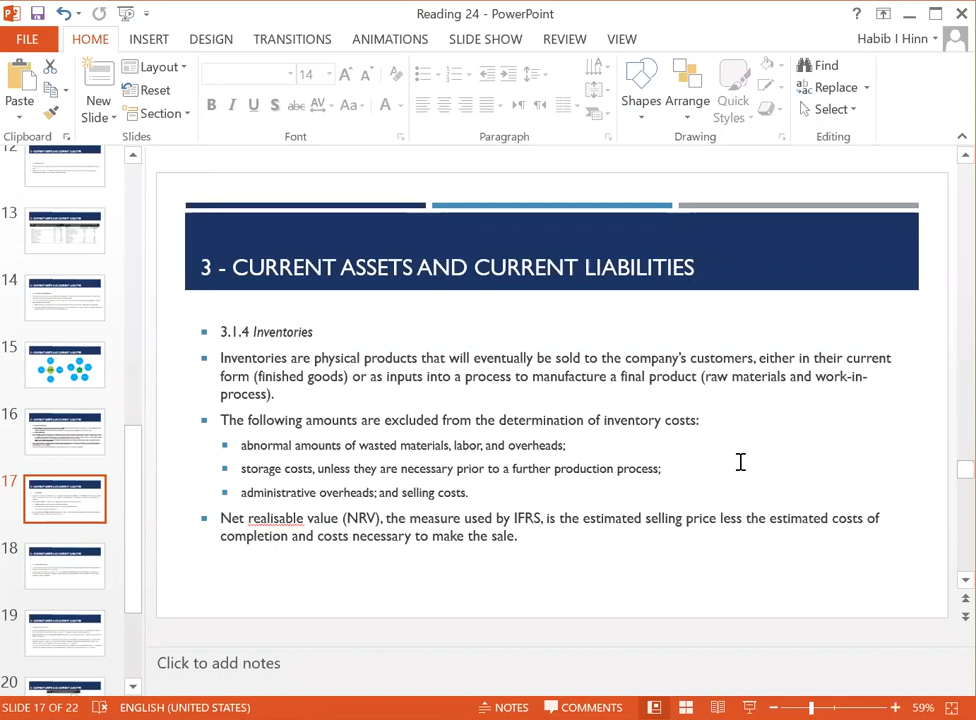 Reading 24 - PowerPoint
?
FILE HOME INSERT DESIGN TRANSITIONS ANIMATIONS SLIDE SHOW REVIEW VIEW Habib I Hinn
Paste
New
Slide
Layout
Reset
Section
14
B I U S abc AV Aa A
Shapes Arrange Quick
Styles
Find
Replace
Select
Clipboard Slides Font Paragraph Drawing Editing
12
13
14
15
16
17
18
19
20
3 - CURRENT ASSETS AND CURRENT LIABILITIES
3.1.4 Inventories
Inventories are physical products that will eventually be sold to the company's customers, either in their current
form (finished goods) or as inputs into a process to manufacture a final product (raw materials and work-in-
process).
The following amounts are excluded from the determination of inventory costs:
abnormal amounts of wasted materials, labor, and overheads;
storage costs, unless they are necessary prior to a further production process;
administrative overheads; and selling costs.
Net realisable value (NRV), the measure used by IFRS, is the estimated selling price less the estimated costs of
completion and costs necessary to make the sale.
Click to add notes
SLIDE 17 OF 22 ENGLISH (UNITED STATES) NOTES COMMENTS 59%